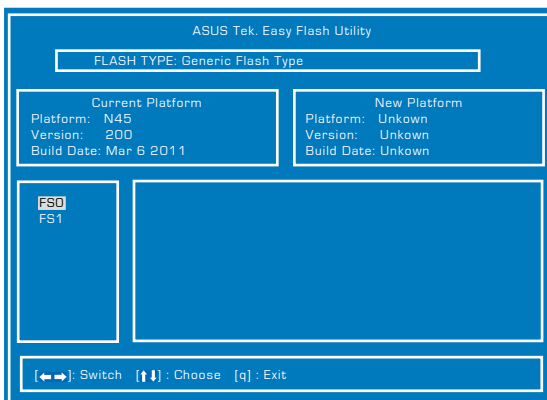 ASUS Tek. Easy Flash Utility
FLASH TYPE: Generic Flash Type
Current Platform
Platform: N45
Version: 200
Build Date: Mar 6 2011
New Platform
Platform: Unkown
Version: Unkown
Build Date: Unkown
FS0
FS1
[←→]: Switch [↑↓] : Choose [q] : Exit